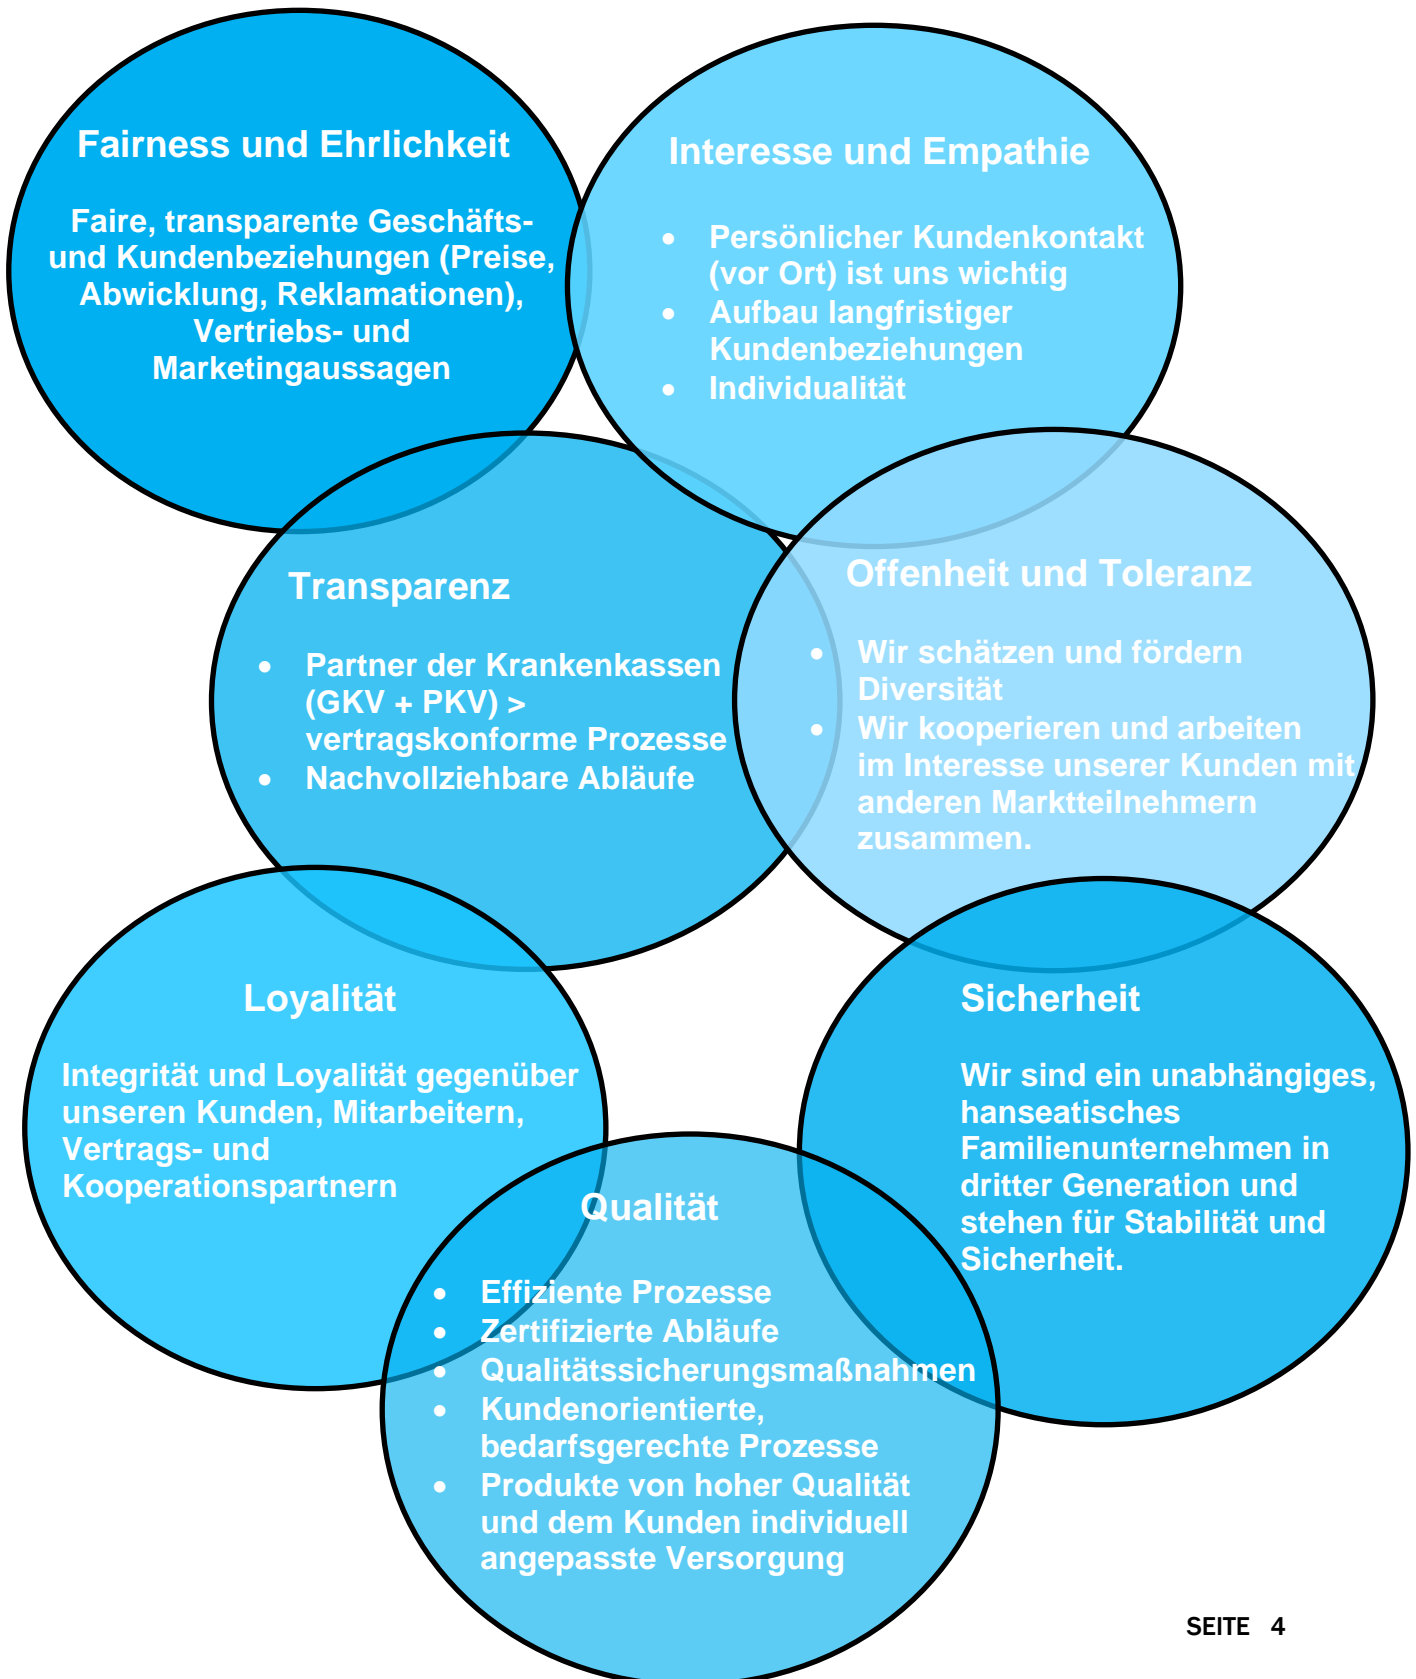 Fairness und Ehrlichkeit
Faire, transparente Geschäfts-
und Kundenbeziehungen (Preise,
Abwicklung, Reklamationen),
Vertriebs- und
Marketingaussagen
Interesse und Empathie
• Persönlicher Kundenkontakt
(vor Ort) ist uns wichtig
• Aufbau langfristiger
Kundenbeziehungen
• Individualität
Transparenz
• Partner der Krankenkassen
(GKV + PKV) >
vertragskonforme Prozesse
• Nachvollziehbare Abläufe
Offenheit und Toleranz
• Wir schätzen und fördern
Diversität
• Wir kooperieren und arbeiten
im Interesse unserer Kunden mit
anderen Marktteilnehmern
zusammen.
Loyalität
Integrität und Loyalität gegenüber
unseren Kunden, Mitarbeitern,
Vertrags- und
Kooperationspartnern
Sicherheit
Wir sind ein unabhängiges,
hanseatisches
Familienunternehmen in
dritter Generation und
stehen für Stabilität und
Sicherheit.
Qualität
• Effiziente Prozesse
• Zertifizierte Abläufe
• Qualitätssicherungsmaßnahmen
• Kundenorientierte,
bedarfsgerechte Prozesse
• Produkte von hoher Qualität
und dem Kunden individuell
angepasste Versorgung
SEITE 4